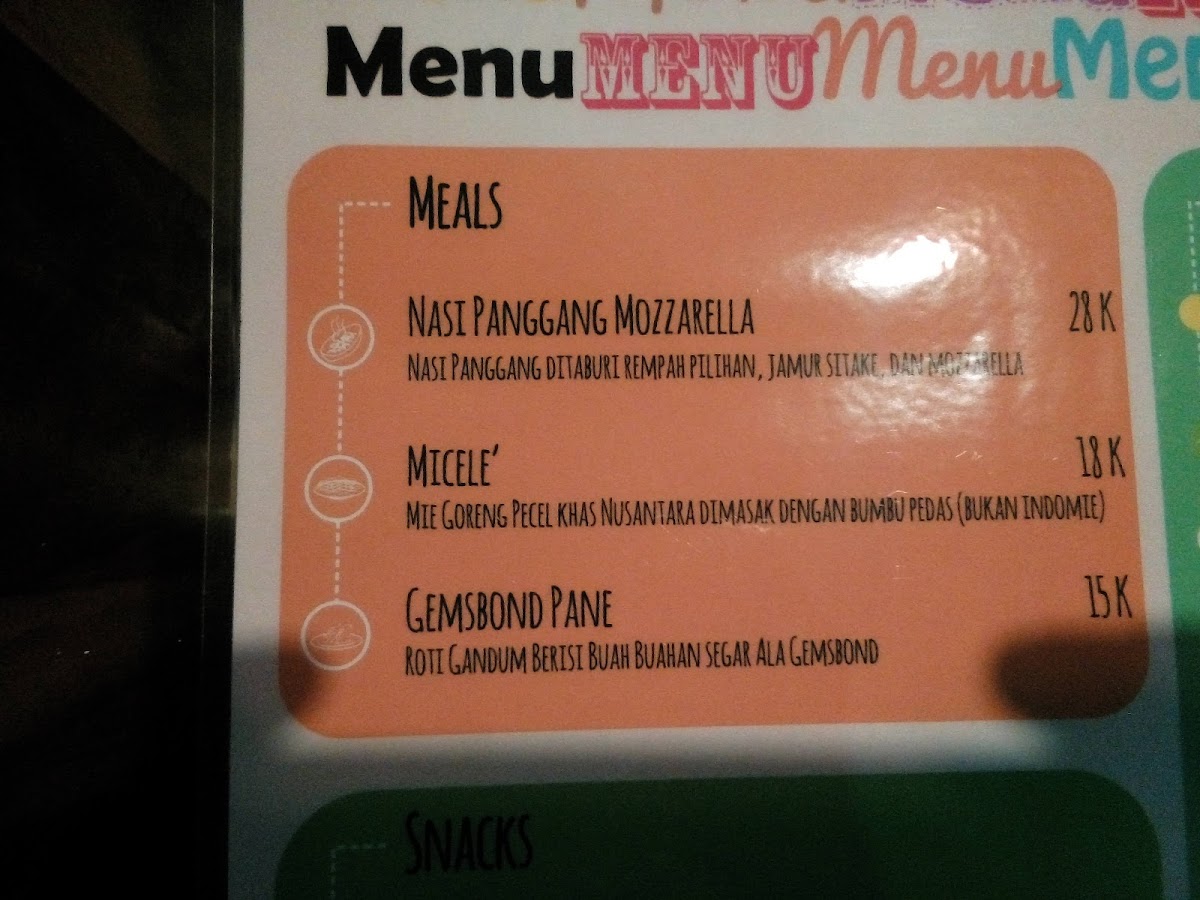 Menu MENU Menu Men
MEALS
NASI PANGGANG MOZZARELLA 28 K
NASI PANGGANG DITABURI REMPAH PILIHAN, JAMUR SITAKE, DAN MOZZARELLA
MICELE' 18 K
MIE GORENG PECEL KHAS NUSANTARA DIMASAK DENGAN BUMBU PEDAS (BUKAN INDOMIE)
GEMSBOND PANE 15 K
ROTI GANDUM BERISI BUAH BUAHAN SEGAR ALA GEMSBOND
SNACKS